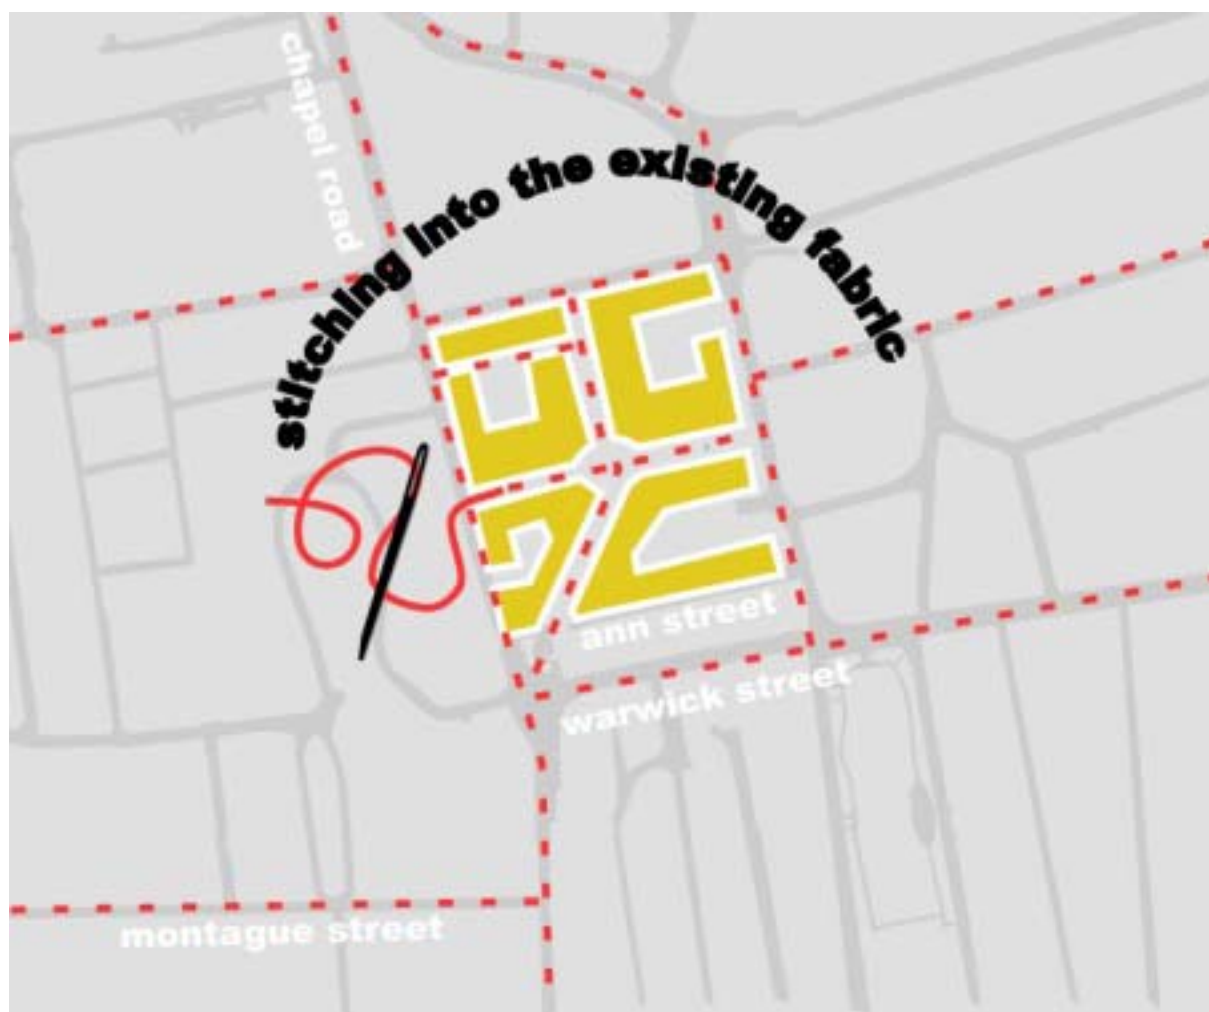 chapel road
stitching into the existing fabric
ann street
warwick street
montague street